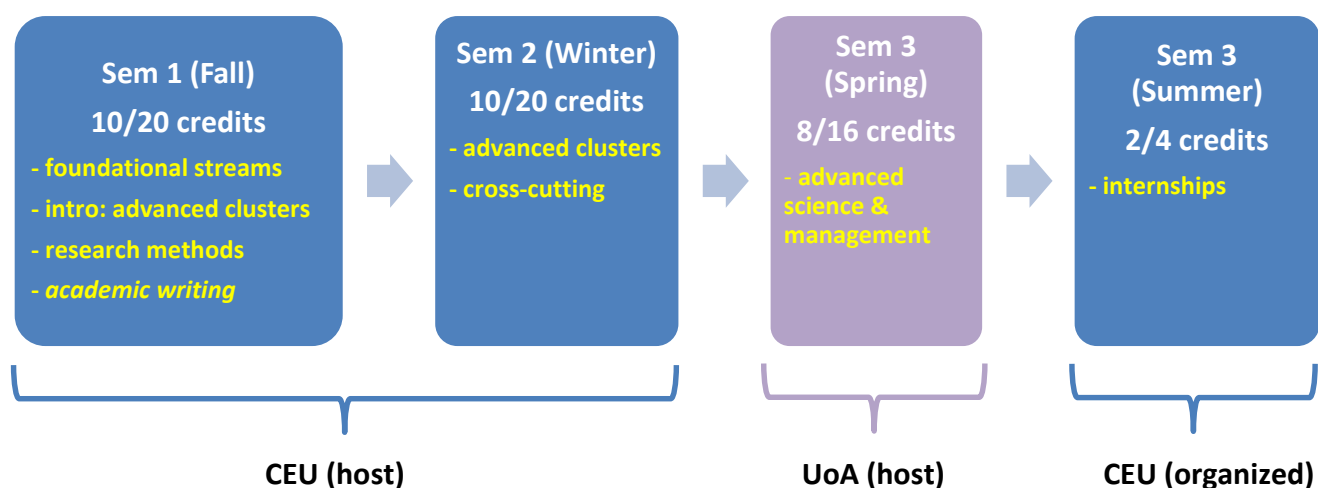 Sem 1 (Fall)
10/20 credits
- foundational streams
- intro: advanced clusters
- research methods
- academic writing
Sem 2 (Winter)
10/20 credits
- advanced clusters
- cross-cutting
Sem 3
(Spring)
8/16 credits
- advanced
science &
management
Sem 3
(Summer)
2/4 credits
- internships
CEU (host)
UoA (host)
CEU (organized)